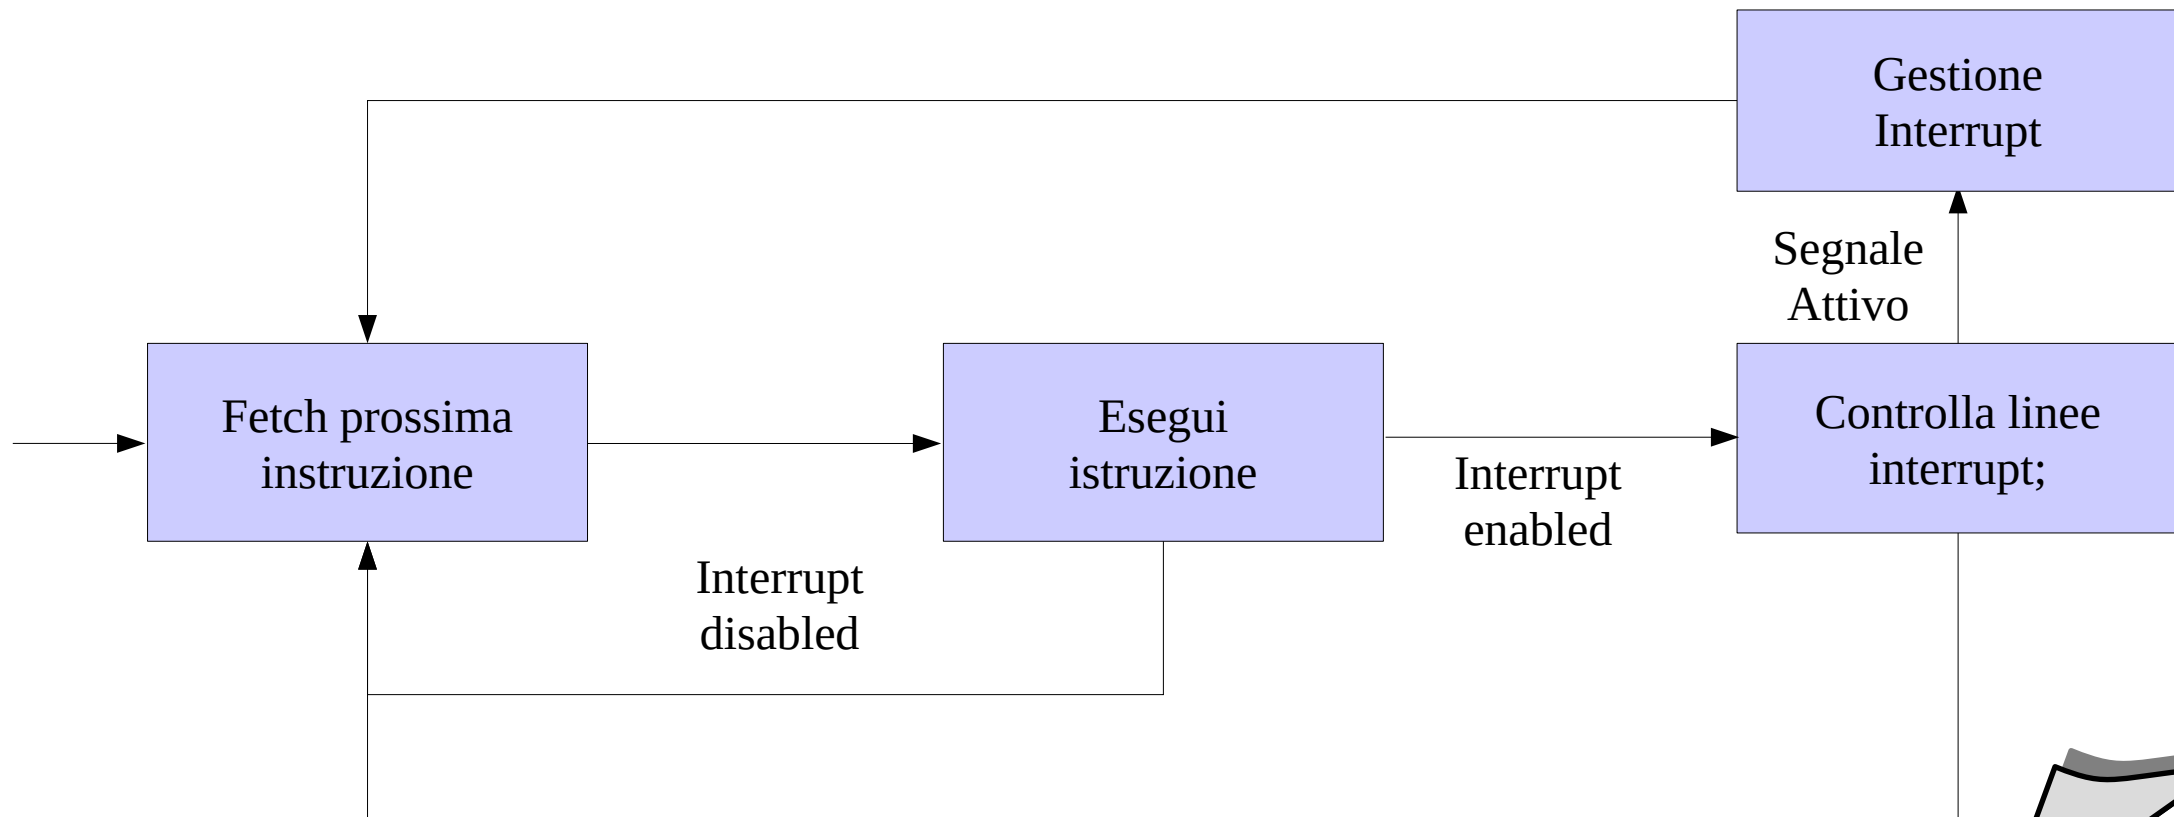 Gestione
Interrupt
Segnale
Attivo
Fetch prossima
instruzione
Esegui
istruzione
Controlla linee
interrupt;
Interrupt
enabled
Interrupt
disabled